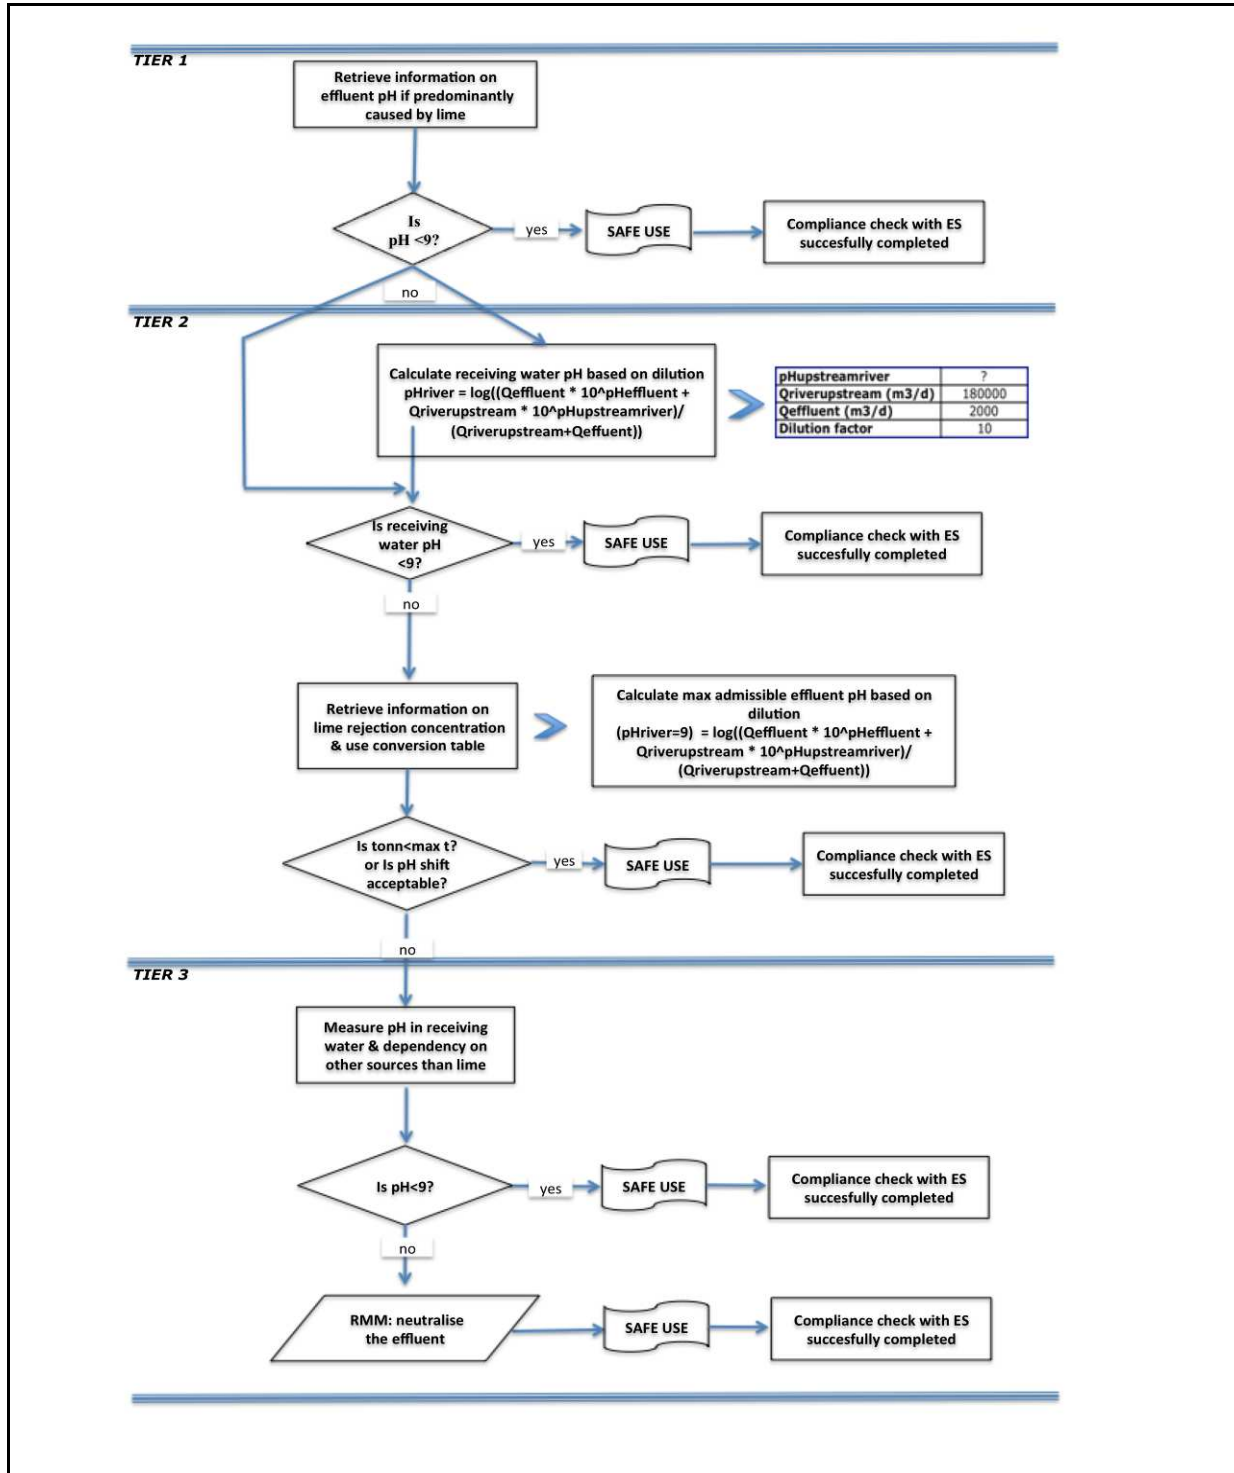 TIER 1
Retrieve information on
effluent pH if predominantly
caused by lime
Is
pH <9?
yes
SAFE USE
Compliance check with ES
succesfully completed
no
TIER 2
Calculate receiving water pH based on dilution
pHriver = log((Qeffluent * 10^pHeffluent +
Qriverupstream * 10^pHupstreamriver)/
(Qriverupstream+Qeffuent))
pHupstreamriver ?
Qriverupstream (m3/d) 180000
Qeffluent (m3/d) 2000
Dilution factor 10
Is receiving
water pH
<9?
yes
SAFE USE
Compliance check with ES
succesfully completed
no
Retrieve information on
lime rejection concentration
& use conversion table
Calculate max admissible effluent pH based on
dilution
(pHriver=9) = log((Qeffluent * 10^pHeffluent +
Qriverupstream * 10^pHupstreamriver)/
(Qriverupstream+Qeffuent))
Is tonn<max t?
or Is pH shift
acceptable?
yes
SAFE USE
Compliance check with ES
succesfully completed
no
TIER 3
Measure pH in receiving
water & dependency on
other sources than lime
Is pH<9?
yes
SAFE USE
Compliance check with ES
succesfully completed
no
RMM: neutralise
the effluent
SAFE USE
Compliance check with ES
succesfully completed